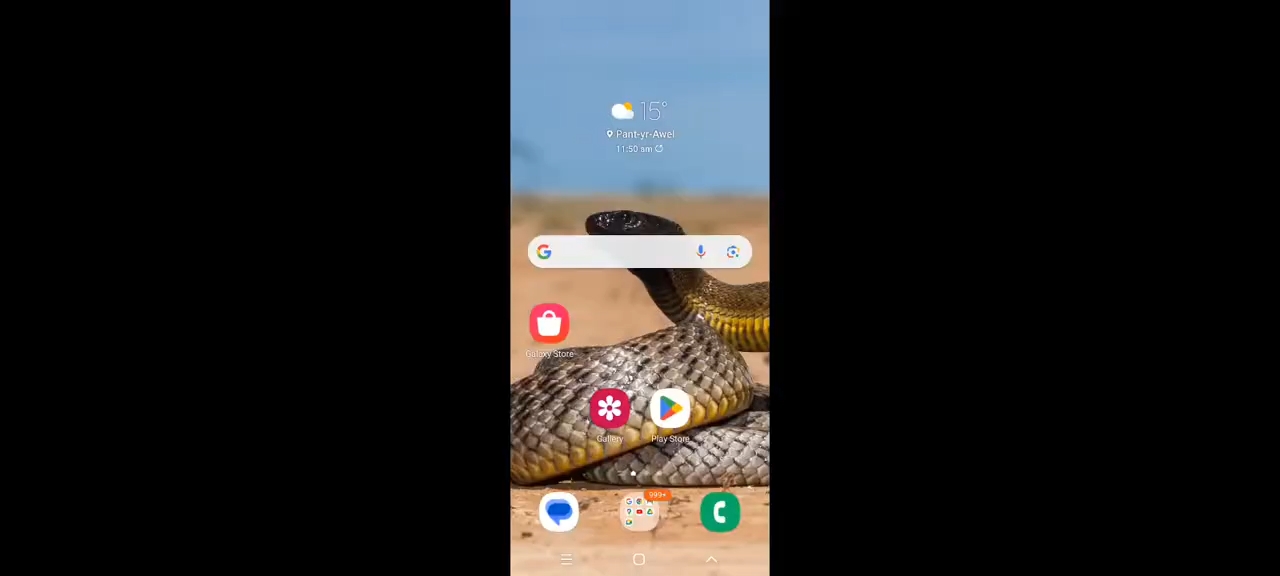 15°
Pant-yr-Awel
11:50 am
Galaxy Store
Gallery
Play Store
999+